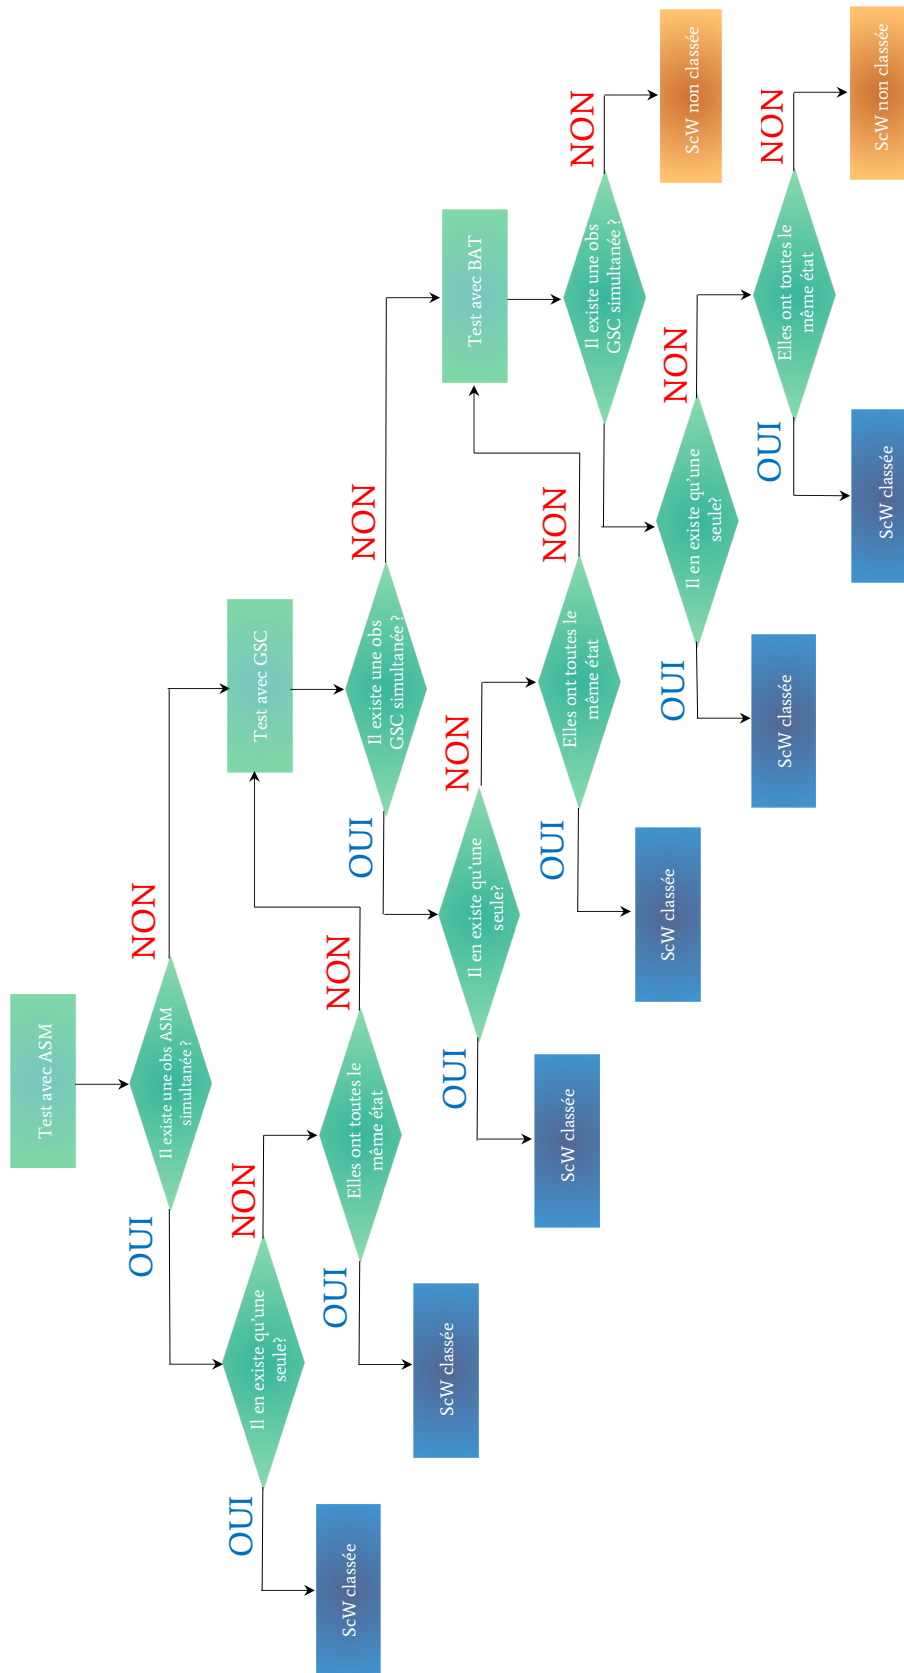 Test avec ASM
Il existe une obs ASM
simultanée ?
OUI
NON
Il en existe qu'une
seule?
OUI
NON
ScW classée
Elles ont toutes le
même état
OUI
NON
ScW classée
Test avec GSC
Il existe une obs
GSC simultanée ?
OUI
NON
Il en existe qu'une
seule?
OUI
NON
ScW classée
Elles ont toutes le
même état
OUI
NON
ScW classée
Test avec BAT
Il existe une obs
GSC simultanée ?
NON
ScW non classée
Il en existe qu'une
seule?
OUI
NON
ScW classée
Elles ont toutes le
même état
OUI
NON
ScW classée
ScW non classée